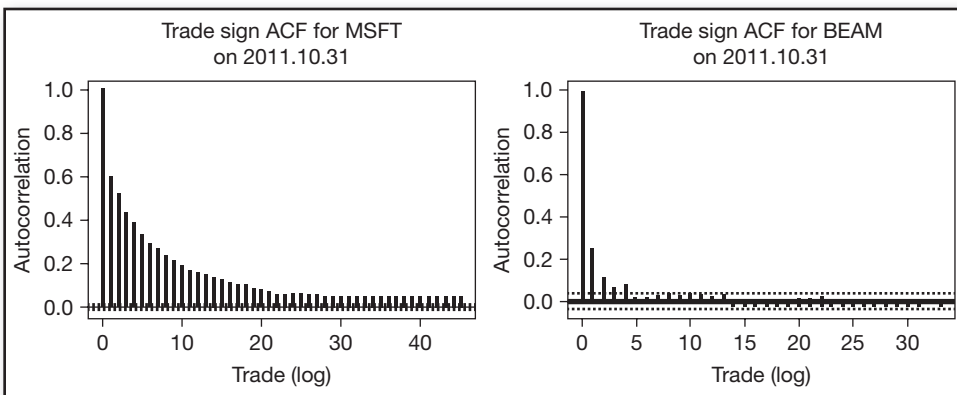 Trade sign ACF for MSFT
on 2011.10.31
1.0
0.8
0.6
0.4
0.2
0.0
Autocorrelation
0 10 20 30 40
Trade (log)
Trade sign ACF for BEAM
on 2011.10.31
1.0
0.8
0.6
0.4
0.2
0.0
Autocorrelation
0 5 10 15 20 25 30
Trade (log)